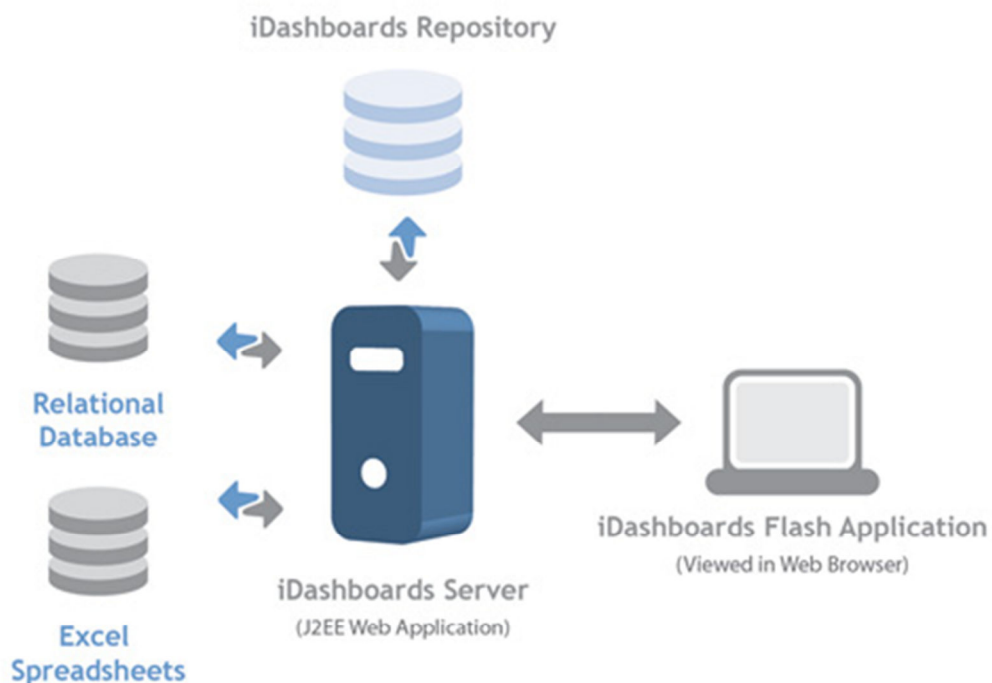 iDashboards Repository
Relational
Database
Excel
Spreadsheets
iDashboards Server
(J2EE Web Application)
iDashboards Flash Application
(Viewed in Web Browser)